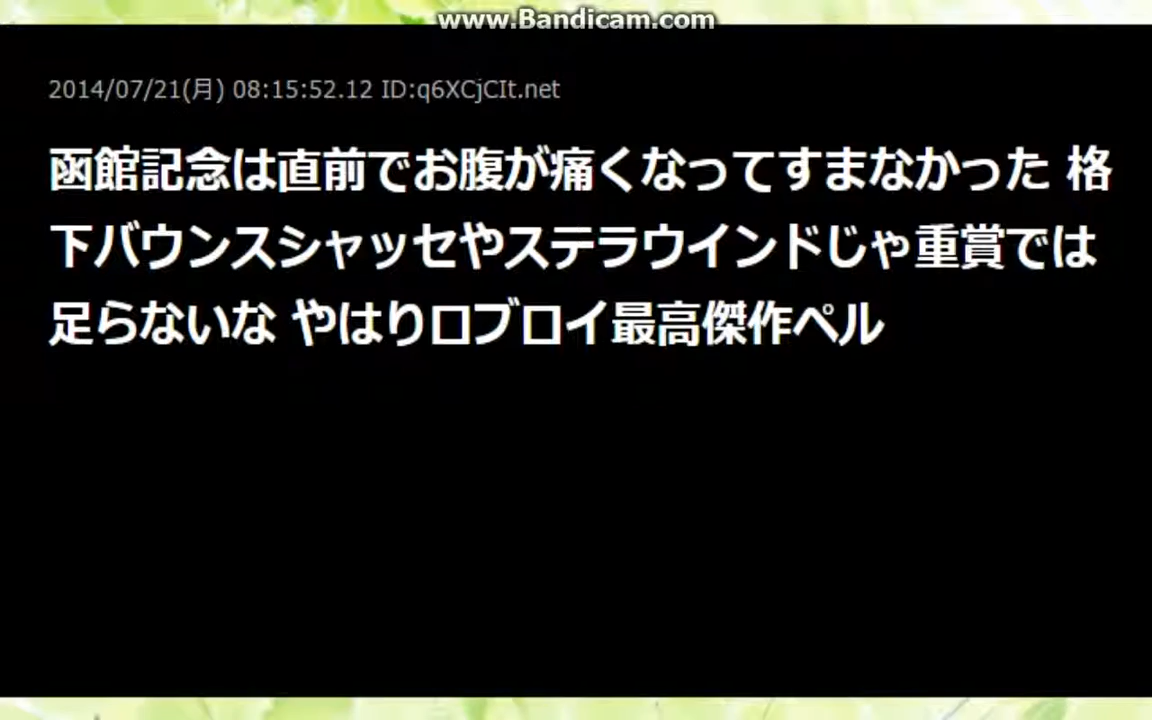 www.Bandicam.com
2014/07/21(月) 08:15:52.12 ID:q6XCjCIt.net
函館記念は直前でお腹が痛くなってすまなかった 格
下バウンスシャッセやステラウインドじゃ重賞では
足らないな やはりロブロイ最高傑作ペル